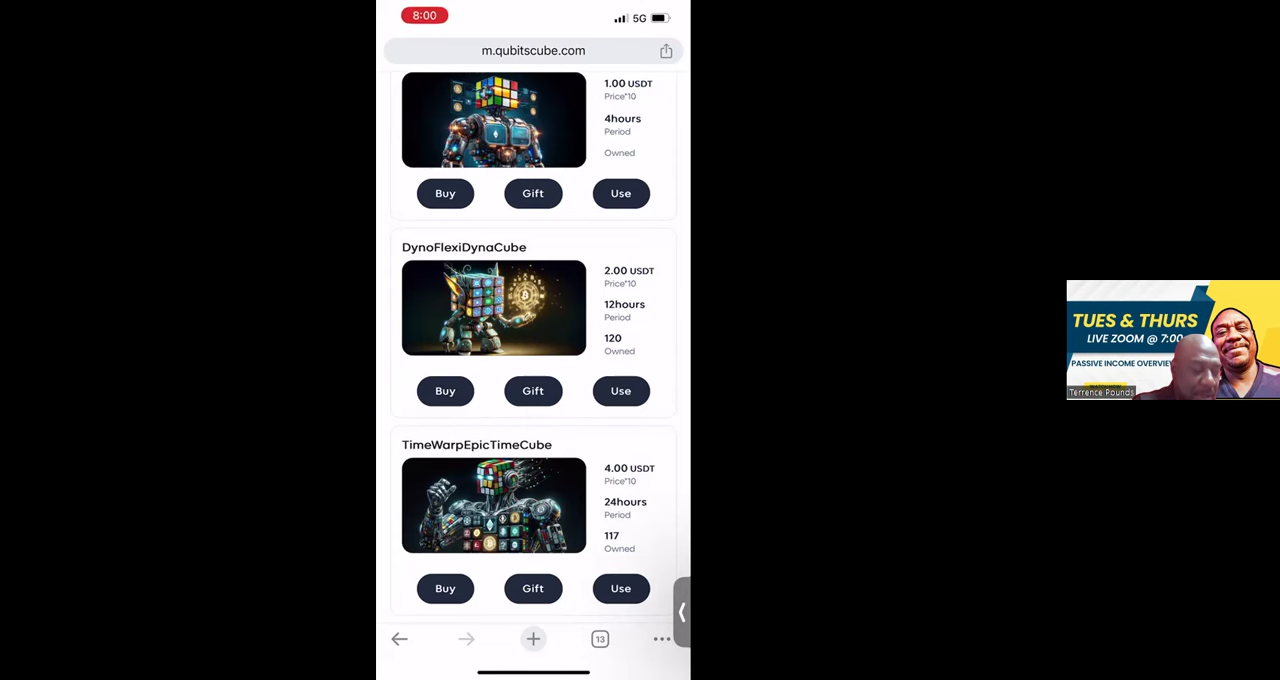 8:00
5G
m.qubitscube.com
1.00 USDT
Price*10
4hours
Period
Owned
Buy
Gift
Use
DynoFlexiDynaCube
2.00 USDT
Price*10
12hours
Period
120
Owned
Buy
Gift
Use
TimeWarpEpicTimeCube
4.00 USDT
Price*10
24hours
Period
117
Owned
Buy
Gift
Use
13
TUES & THURS
LIVE ZOOM @ 7:00
PASSIVE INCOME OVERVIEW
Terrence Pounds